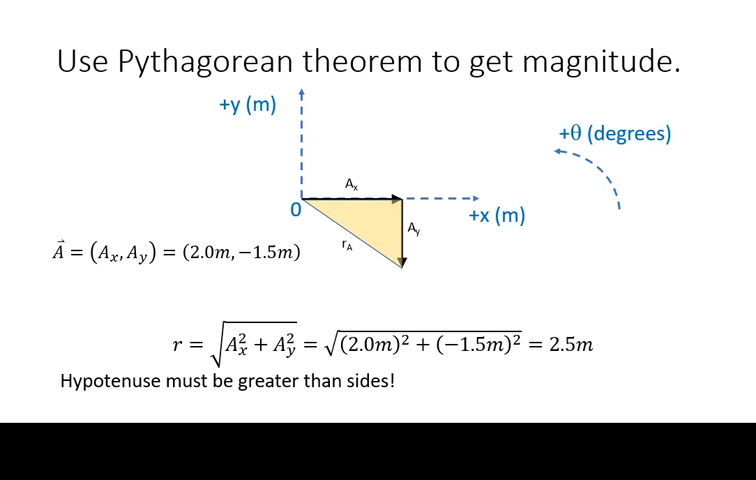 Use Pythagorean theorem to get magnitude.
+y (m)
+θ (degrees)
Aₓ
0
+x (m)
A_y
r_A
A⃗ = (Aₓ, A_y) = (2.0m, −1.5m)
r = √(Aₓ² + A_y²) = √((2.0m)² + (−1.5m)²) = 2.5m
Hypotenuse must be greater than sides!